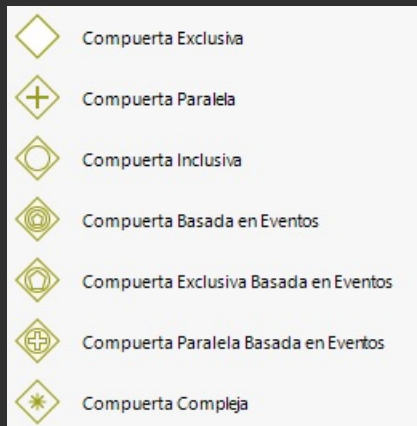 Compuerta Exclusiva
Compuerta Paralela
Compuerta Inclusiva
Compuerta Basada en Eventos
Compuerta Exclusiva Basada en Eventos
Compuerta Paralela Basada en Eventos
Compuerta Compleja